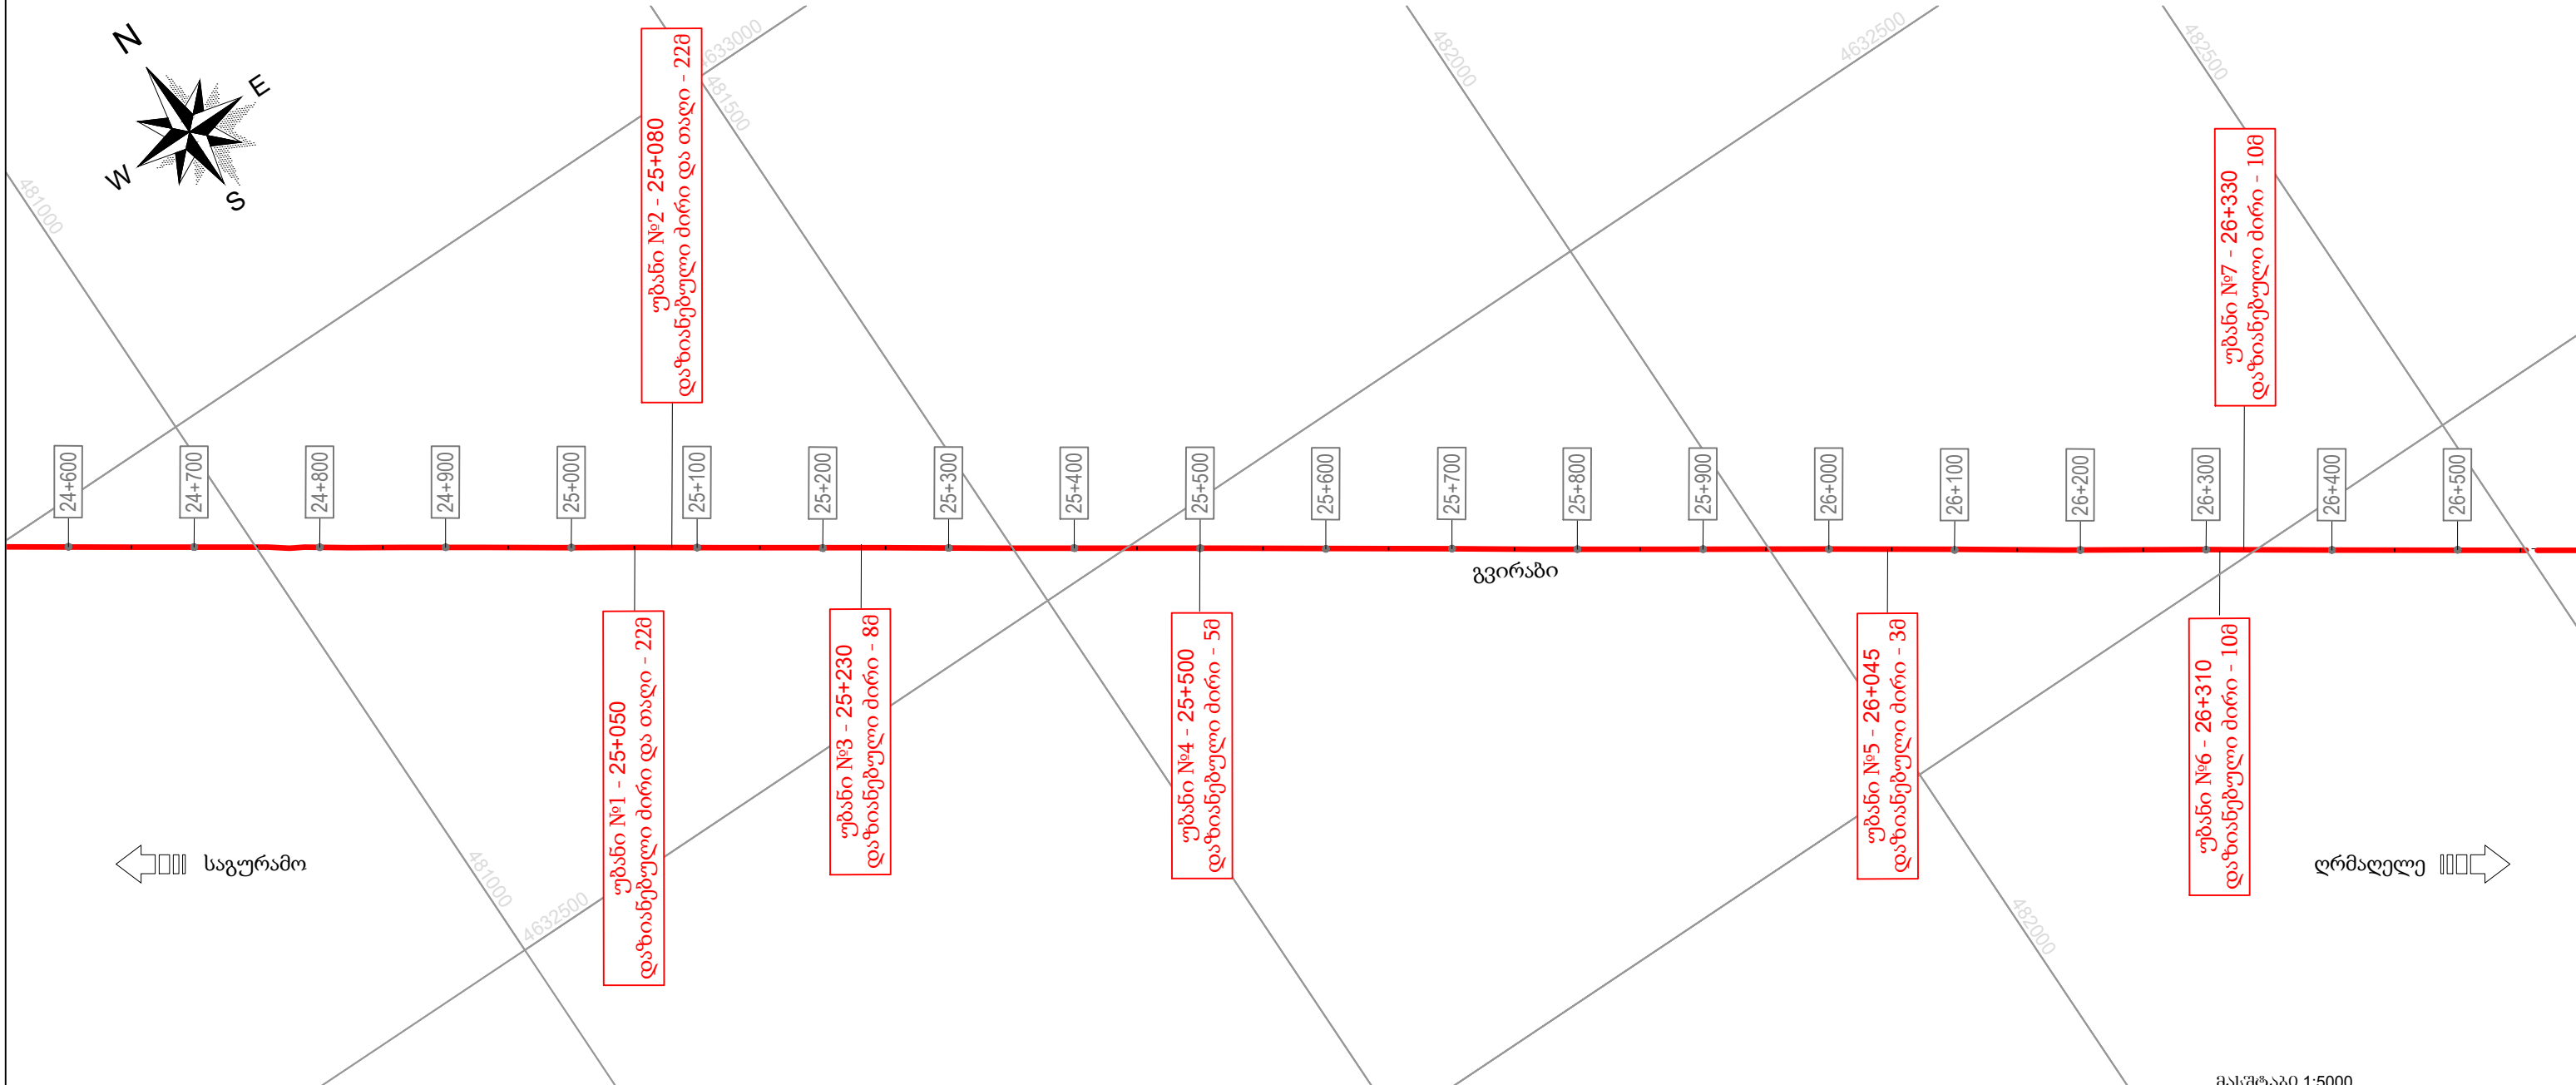 N
E
W
S
4633000
481500
482000
4632500
482500
481000
უბანი №2 - 25+080
დაზიანებული ძირი და თაღი - 22მ
უბანი №7 - 26+330
დაზიანებული ძირი - 10მ
24+600
24+700
24+800
24+900
25+000
25+100
25+200
25+300
25+400
25+500
25+600
25+700
25+800
25+900
26+000
26+100
26+200
26+300
26+400
26+500
გვირაბი
უბანი №1 - 25+050
დაზიანებული ძირი და თაღი - 22მ
უბანი №3 - 25+230
დაზიანებული ძირი - 8მ
უბანი №4 - 25+500
დაზიანებული ძირი - 5მ
უბანი №5 - 26+045
დაზიანებული ძირი - 3მ
უბანი №6 - 26+310
დაზიანებული ძირი - 10მ
საგურამო
ღრმაღელე
481000
4632500
482000
მასშტაბი 1:5000